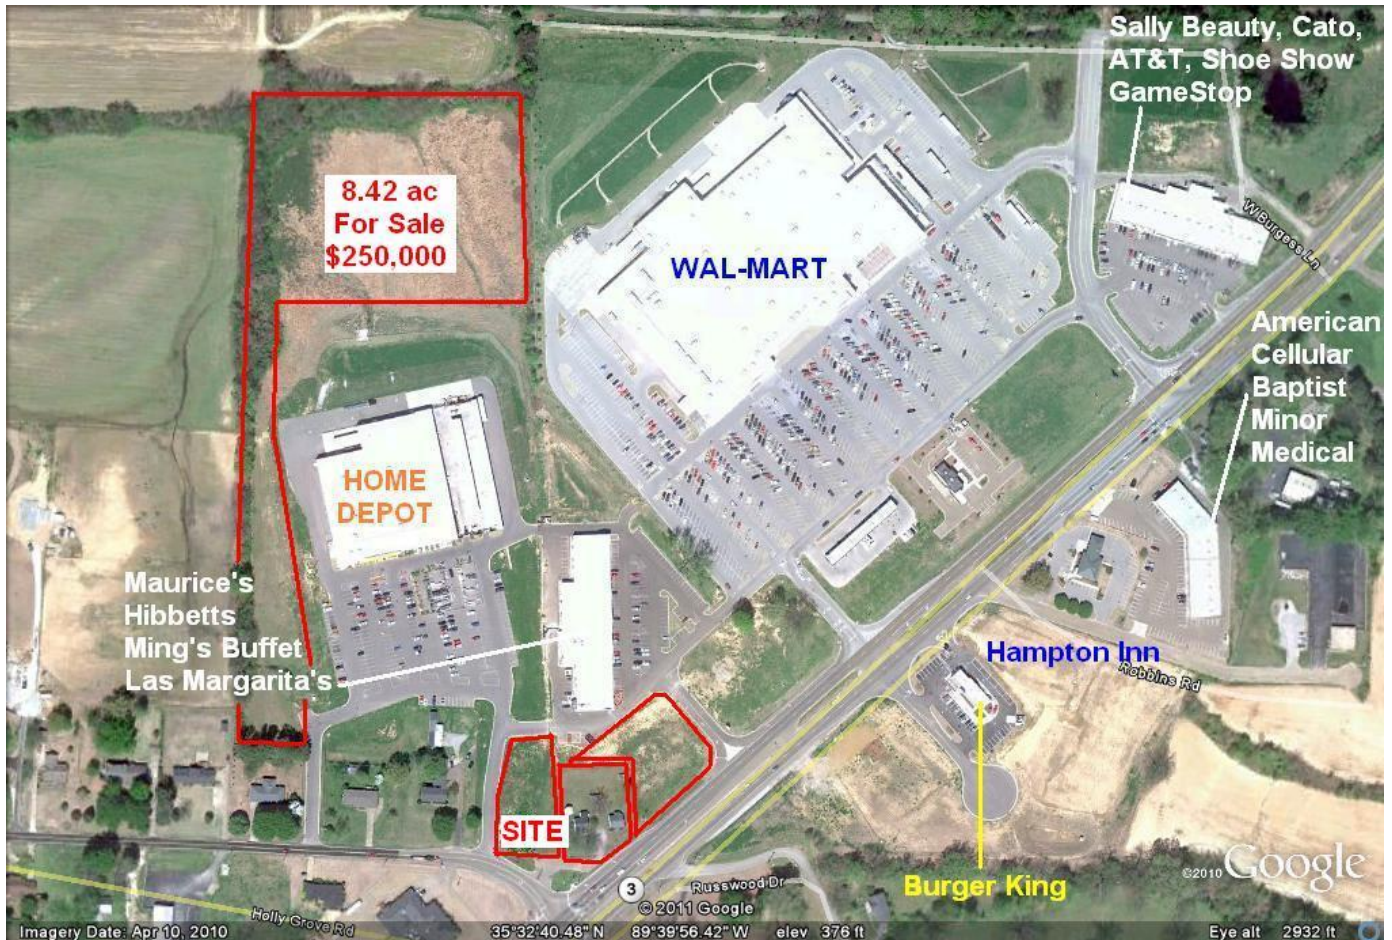 Sally Beauty, Cato,
AT&T, Shoe Show
GameStop
8.42 ac
For Sale
$250,000
W Burgess Ln
WAL-MART
American
Cellular
Baptist
Minor
Medical
HOME
DEPOT
Maurice's
Hibbetts
Ming's Buffet
Las Margarita's
Hampton Inn
Robbins Rd
SITE
Burger King
©2010 Google
3
Russwood Dr
© 2011 Google
Holly Grove Rd
Imagery Date: Apr 10, 2010
35°32'40.48" N 89°39'56.42" W elev 376 ft
Eye alt 2932 ft